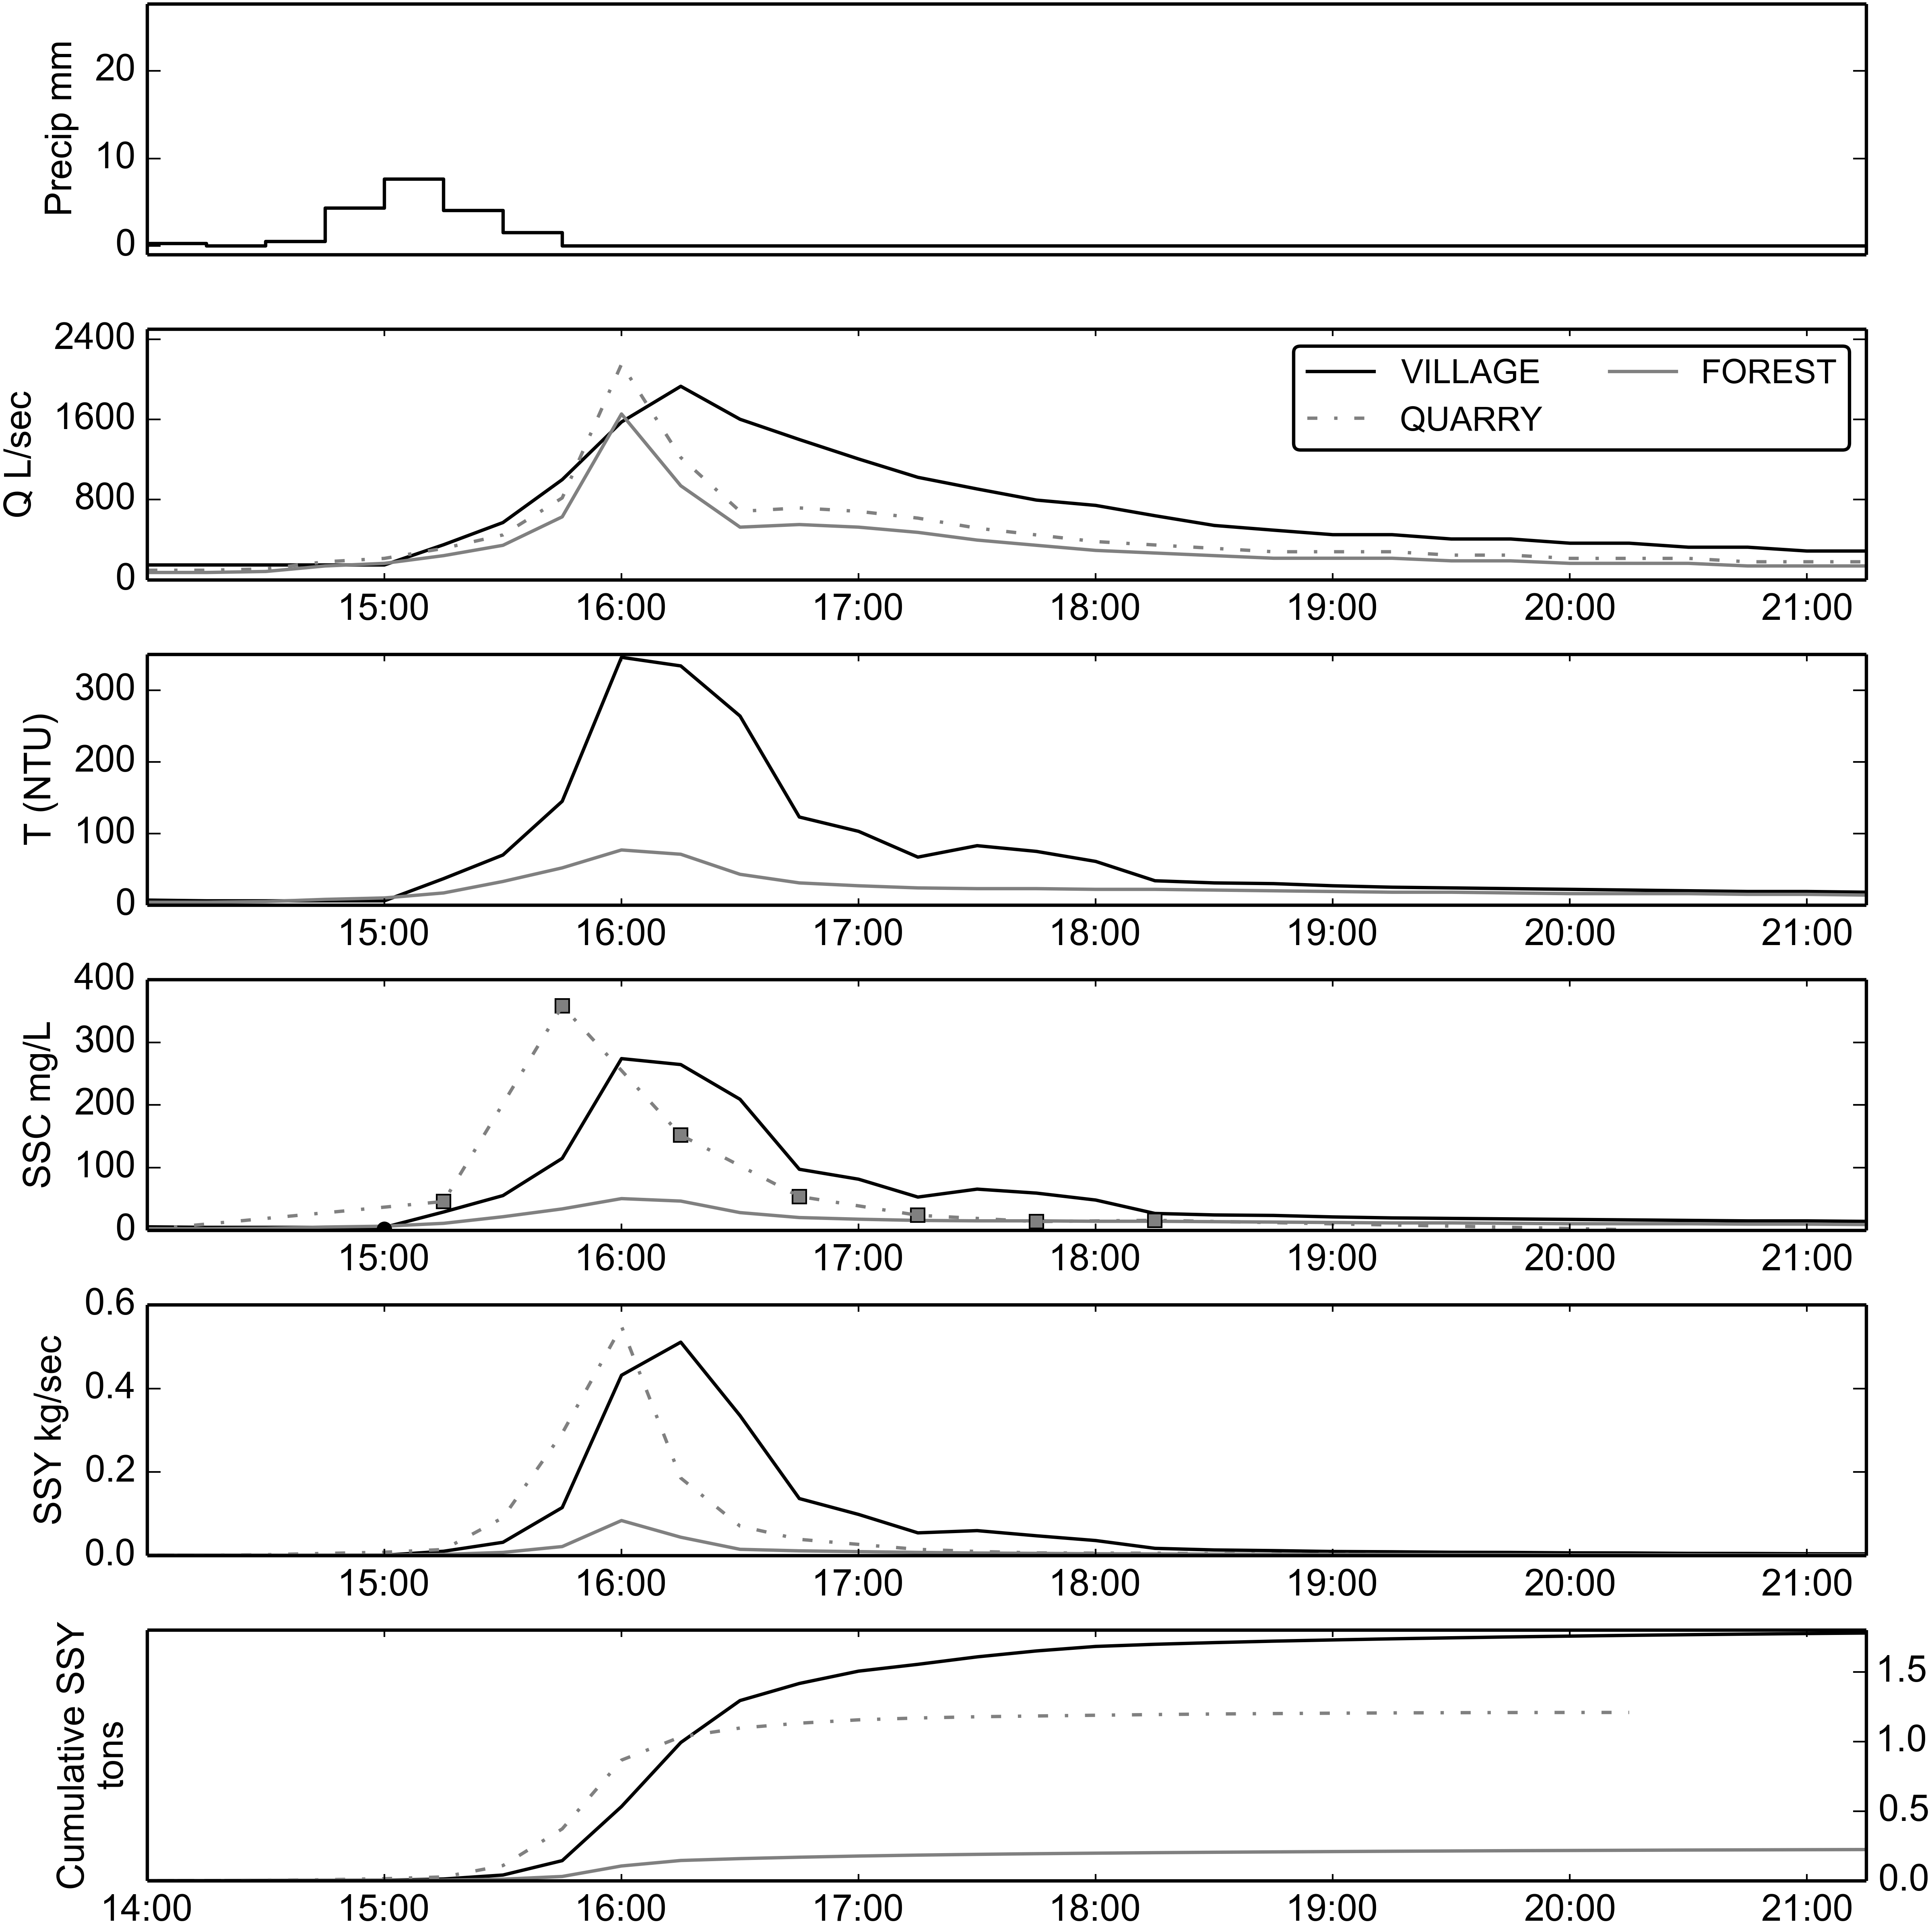 Precip mm
20
10
0
Q L/sec
2400
1600
800
0
VILLAGE FOREST
QUARRY
15:00 16:00 17:00 18:00 19:00 20:00 21:00
T (NTU)
300
200
100
0
15:00 16:00 17:00 18:00 19:00 20:00 21:00
SSC mg/L
400
300
200
100
0
15:00 16:00 17:00 18:00 19:00 20:00 21:00
SSY kg/sec
0.6
0.4
0.2
0.0
15:00 16:00 17:00 18:00 19:00 20:00 21:00
Cumulative SSY
tons
1.5
1.0
0.5
0.0
14:00 15:00 16:00 17:00 18:00 19:00 20:00 21:00